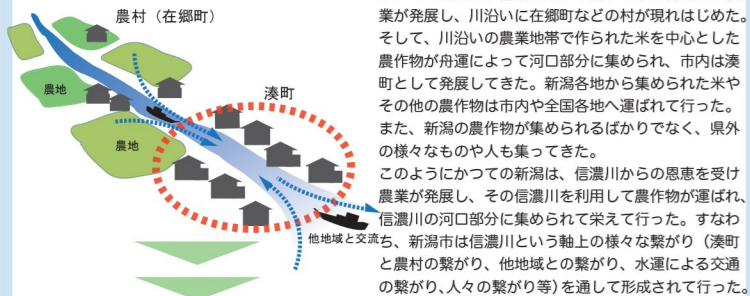 農村（在郷町）
農地
農地
湊町
他地域と交流
業が発展し、川沿いに在郷町などの村が現れはじめた。
そして、川沿いの農業地帯で作られた米を中心とした
農作物が舟運によって河口部分に集められ、市内は湊
町として発展してきた。新潟各地から集められた米や
その他の農作物は市内や全国各地へ運ばれて行った。
また、新潟の農作物が集められるばかりでなく、県外
の様々なものや人も集ってきた。
このようにかつての新潟は、信濃川からの恩恵を受け
農業が発展し、その信濃川を利用して農作物が運ばれ、
信濃川の河口部分に集められて栄えて行った。すなわ
ち、新潟市は信濃川という軸上の様々な繋がり（湊町
と農村の繋がり、他地域との繋がり、水運による交通
の繋がり、人々の繋がり等）を通して形成されて行った。